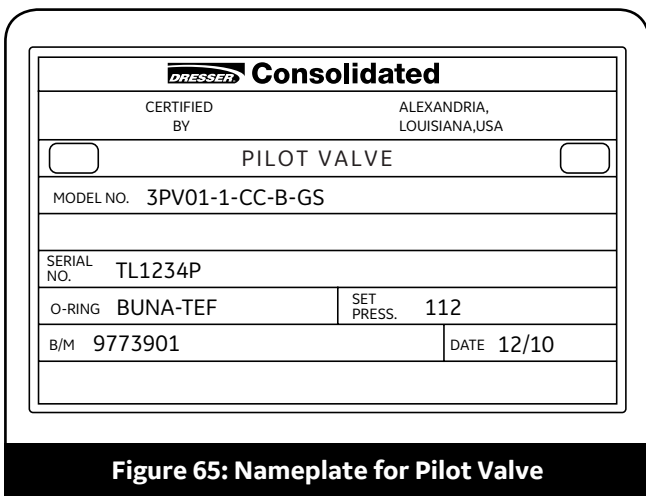 DRESSER Consolidated
CERTIFIED BY
ALEXANDRIA, LOUISIANA,USA
PILOT VALVE
MODEL NO. 3PV01-1-CC-B-GS
SERIAL NO. TL1234P
O-RING BUNA-TEF SET PRESS. 112
B/M 9773901 DATE 12/10
Figure 65: Nameplate for Pilot Valve